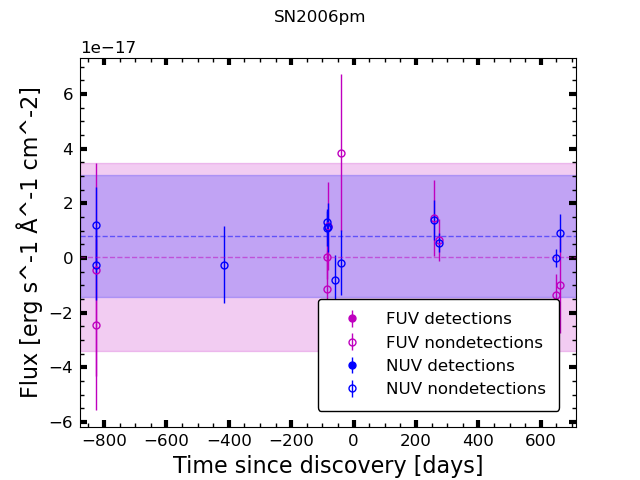 SN2006pm
1e−17
6
4
2
0
−2
−4
−6
Flux [erg s^-1 Å^-1 cm^-2]
FUV detections
FUV nondetections
NUV detections
NUV nondetections
−800 −600 −400 −200 0 200 400 600
Time since discovery [days]